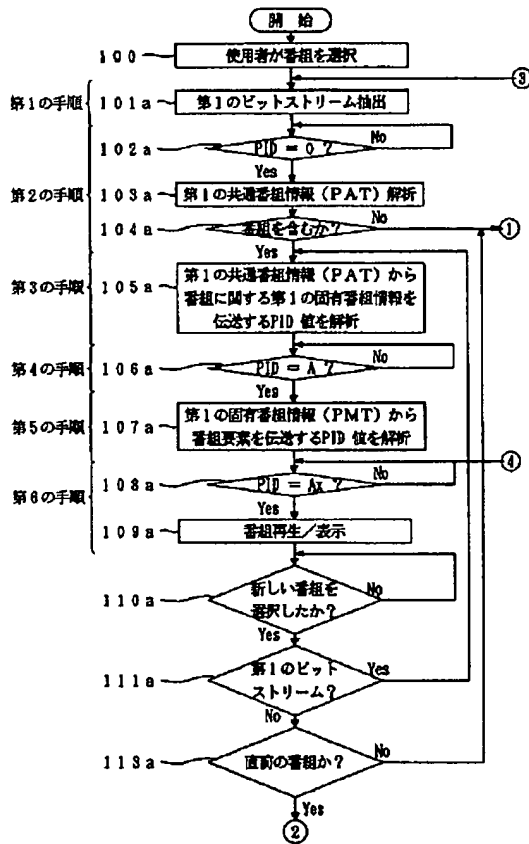 開 始
100
使用者が番組を選択
③
第1の手順
101a
第1のビットストリーム抽出
No
102a
PID = 0 ?
Yes
第2の手順
103a
第1の共通番組情報（PAT）解析
No
104a
番組を含むか？
①
Yes
第3の手順
105a
第1の共通番組情報（PAT）から
番組に関する第1の固有番組情報を
伝送するPID 値を解析
第4の手順
106a
PID = A ?
No
Yes
第5の手順
107a
第1の固有番組情報（PMT）から
番組要素を伝送するPID 値を解析
④
第6の手順
108a
PID = Ax ?
No
Yes
109a
番組再生／表示
110a
新しい番組を
選択したか？
No
Yes
111a
第1のビット
ストリーム？
Yes
No
113a
直前の番組か？
No
Yes
②